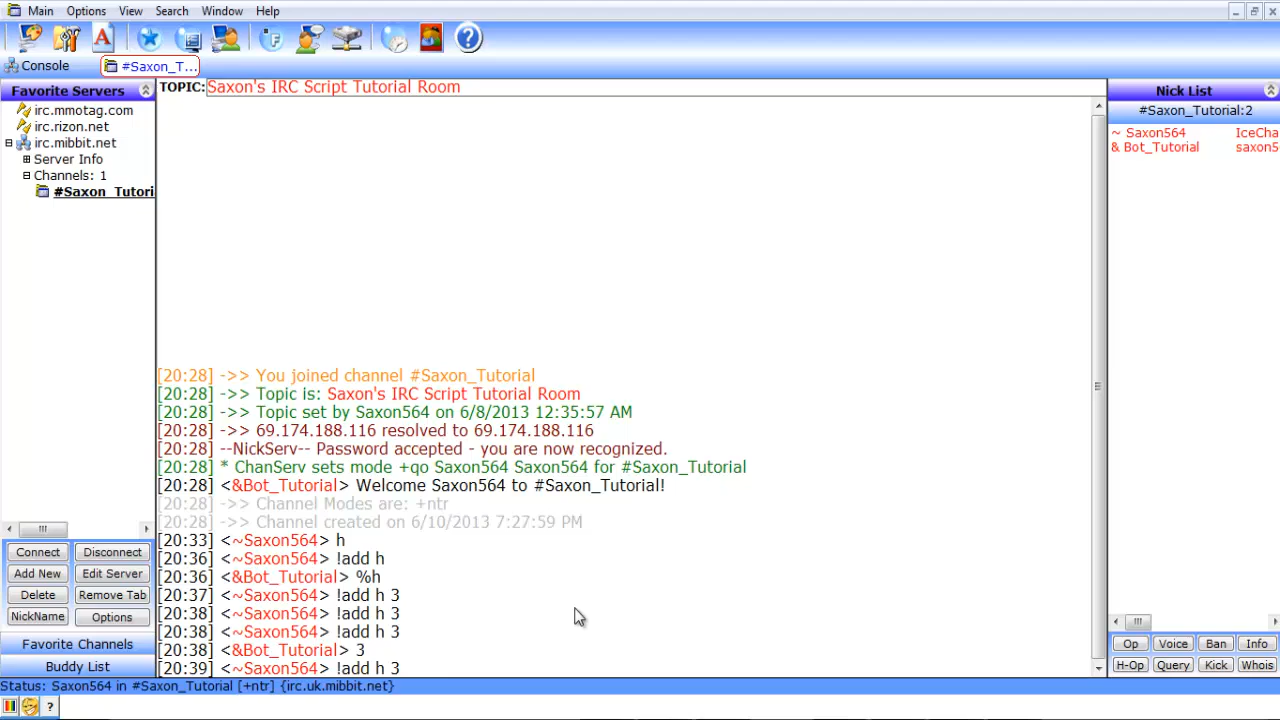 Main Options View Search Window Help
Console #Saxon_T...
Favorite Servers
irc.mmotag.com
irc.rizon.net
irc.mibbit.net
Server Info
Channels: 1
#Saxon_Tutori
Connect Disconnect
Add New Edit Server
Delete Remove Tab
NickName Options
Favorite Channels
Buddy List
TOPIC: Saxon's IRC Script Tutorial Room
[20:28] ->> You joined channel #Saxon_Tutorial
[20:28] ->> Topic is: Saxon's IRC Script Tutorial Room
[20:28] ->> Topic set by Saxon564 on 6/8/2013 12:35:57 AM
[20:28] ->> 69.174.188.116 resolved to 69.174.188.116
[20:28] --NickServ-- Password accepted - you are now recognized.
[20:28] * ChanServ sets mode +qo Saxon564 Saxon564 for #Saxon_Tutorial
[20:28] <&Bot_Tutorial> Welcome Saxon564 to #Saxon_Tutorial!
[20:28] ->> Channel Modes are: +ntr
[20:28] ->> Channel created on 6/10/2013 7:27:59 PM
[20:33] <~Saxon564> h
[20:36] <~Saxon564> !add h
[20:36] <&Bot_Tutorial> %h
[20:37] <~Saxon564> !add h 3
[20:38] <~Saxon564> !add h 3
[20:38] <~Saxon564> !add h 3
[20:38] <&Bot_Tutorial> 3
[20:39] <~Saxon564> !add h 3
Nick List
#Saxon_Tutorial:2
~ Saxon564 IceCha
& Bot_Tutorial saxon5
Op Voice Ban Info
H-Op Query Kick Whois
Status: Saxon564 in #Saxon_Tutorial [+ntr] {irc.uk.mibbit.net}
?